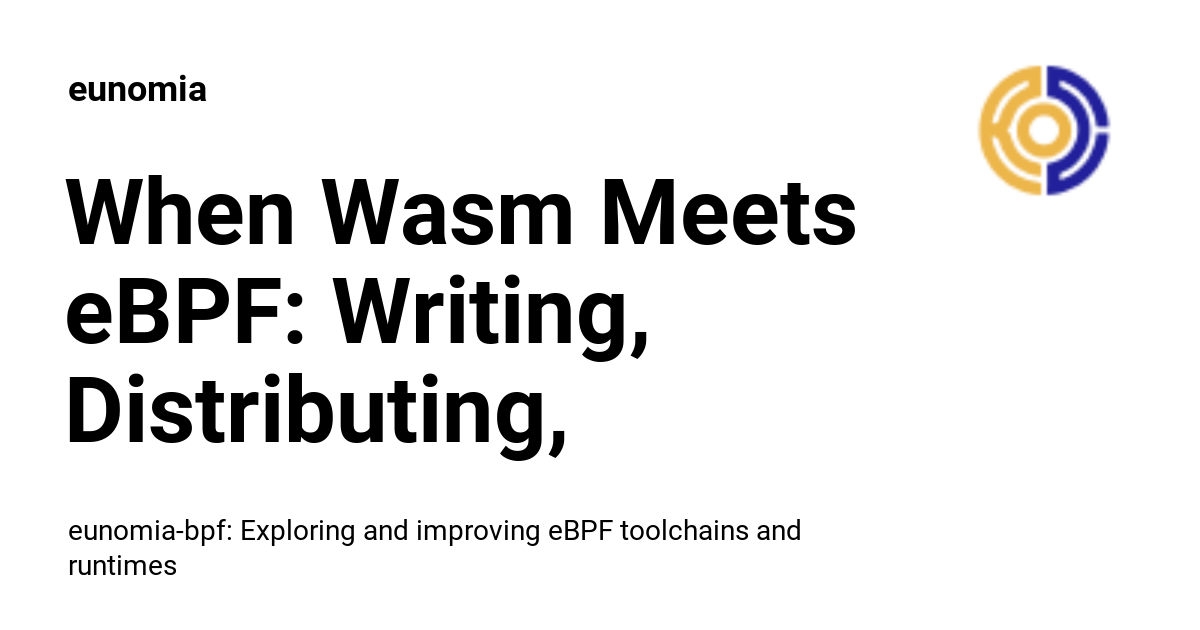 eunomia
When Wasm Meets
eBPF: Writing,
Distributing,
eunomia-bpf: Exploring and improving eBPF toolchains and
runtimes